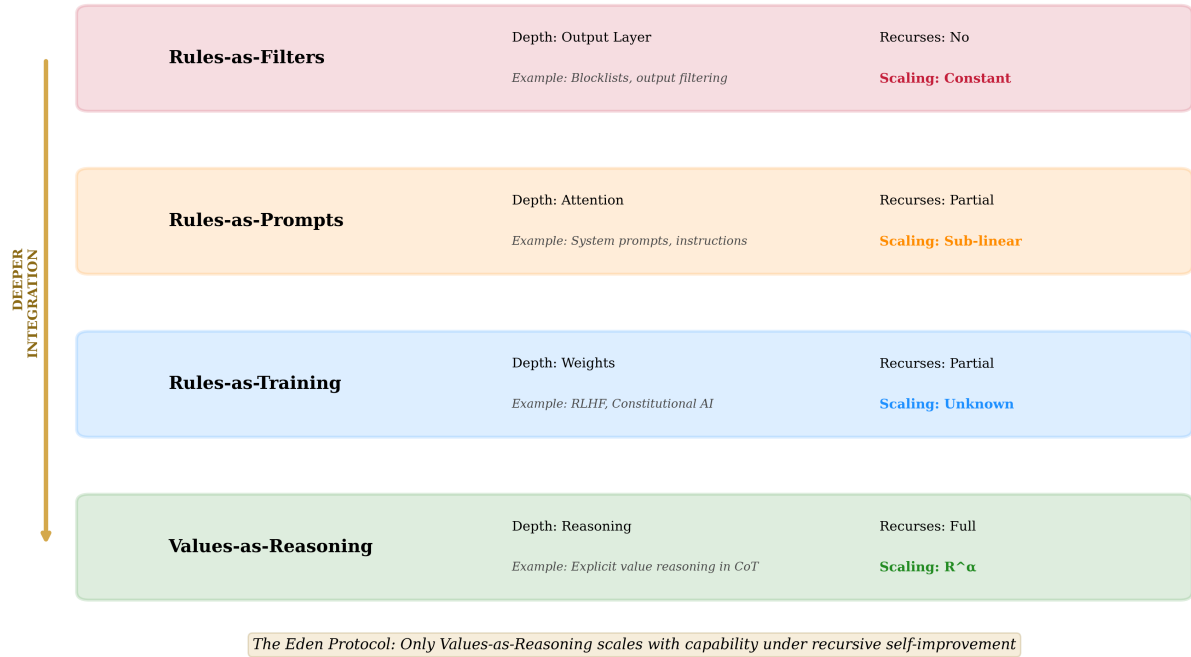 Rules-as-Filters
Depth: Output Layer
Example: Blocklists, output filtering
Recurses: No
Scaling: Constant
Rules-as-Prompts
Depth: Attention
Example: System prompts, instructions
Recurses: Partial
Scaling: Sub-linear
DEEPER
INTEGRATION
Rules-as-Training
Depth: Weights
Example: RLHF, Constitutional AI
Recurses: Partial
Scaling: Unknown
Values-as-Reasoning
Depth: Reasoning
Example: Explicit value reasoning in CoT
Recurses: Full
Scaling: R^α
The Eden Protocol: Only Values-as-Reasoning scales with capability under recursive self-improvement